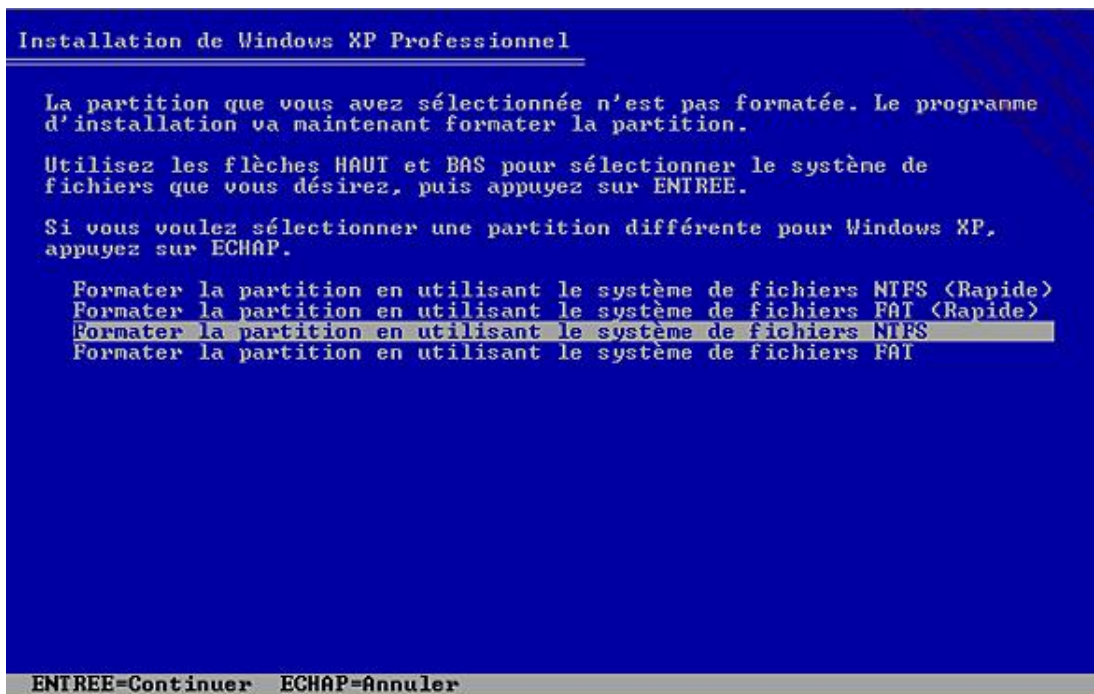 Installation de Windows XP Professionnel
La partition que vous avez sélectionnée n'est pas formatée. Le programme
d'installation va maintenant formater la partition.
Utilisez les flèches HAUT et BAS pour sélectionner le système de
fichiers que vous désirez, puis appuyez sur ENTREE.
Si vous voulez sélectionner une partition différente pour Windows XP,
appuyez sur ECHAP.
Formater la partition en utilisant le système de fichiers NTFS (Rapide)
Formater la partition en utilisant le système de fichiers FAT (Rapide)
Formater la partition en utilisant le système de fichiers NTFS
Formater la partition en utilisant le système de fichiers FAT
ENTREE=Continuer ECHAP=Annuler